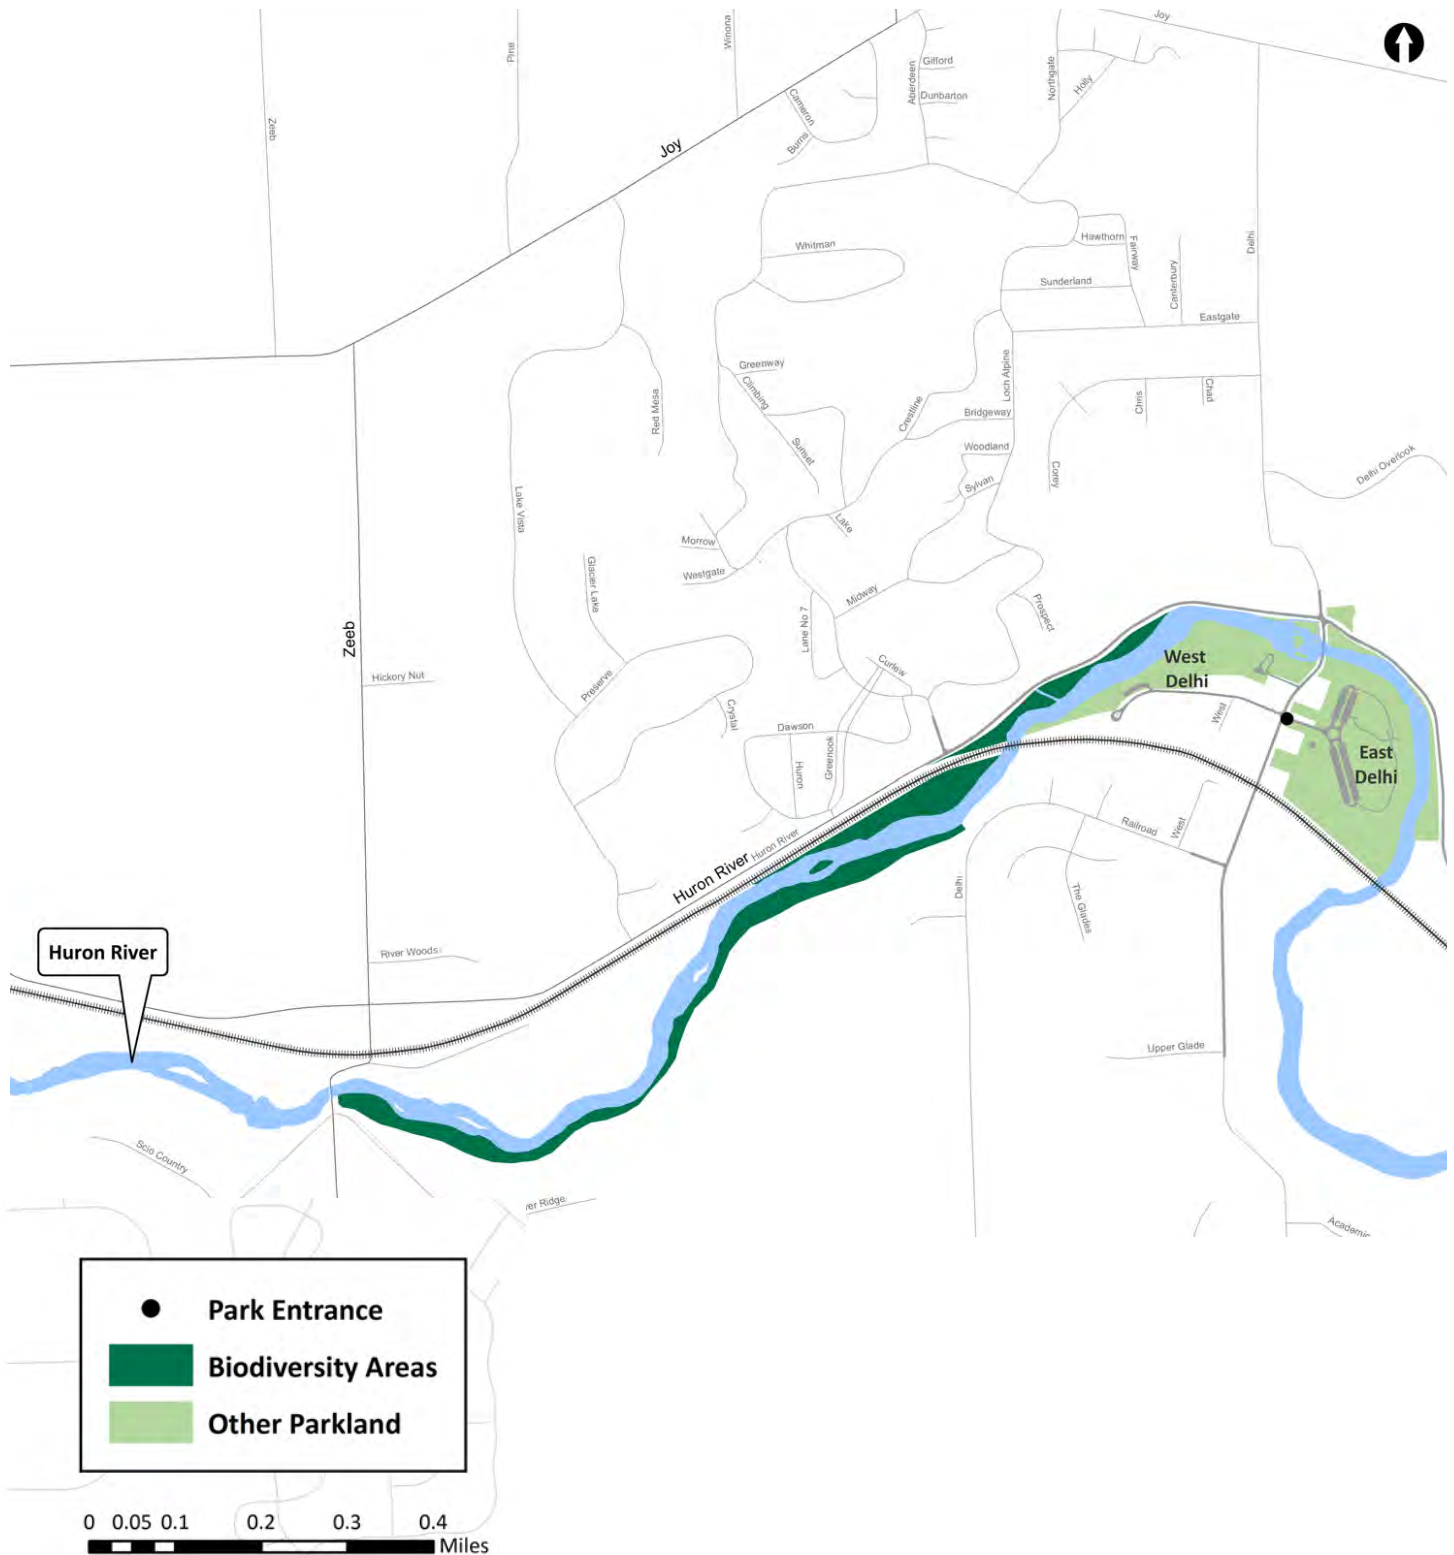 Joy
Winona
Pine
Zeeb
Gifford
Aberdeen
Dunbarton
Northgate
Holly
Cameron
Burns
Joy
Whitman
Hawthorn
Fairway
Delhi
Canterbury
Sunderland
Eastgate
Greenway
Climbing
Loch Alpine
Red Mesa
Crestline
Bridgeway
Chris
Chad
Sunset
Woodland
Sylvan
Corey
Delhi Overlook
Lake Vista
Lake
Morrow
Westgate
Glacier Lake
Midway
Lane No 7
Prospect
Zeeb
Hickory Nut
Preserve
Curlew
West
Delhi
Crystal
Dawson
Greenook
Huron
West
East
Delhi
Railroad
West
Huron River
Huron River
Delhi
The Glades
Huron River
River Woods
Upper Glade
Scio Country
ver Ridge
Academic
Park Entrance
Biodiversity Areas
Other Parkland
0 0.05 0.1 0.2 0.3 0.4
Miles